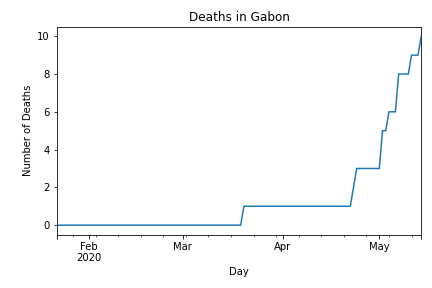 Deaths in Gabon
10
8
6
4
2
0
Number of Deaths
Feb
2020
Mar
Apr
May
Day